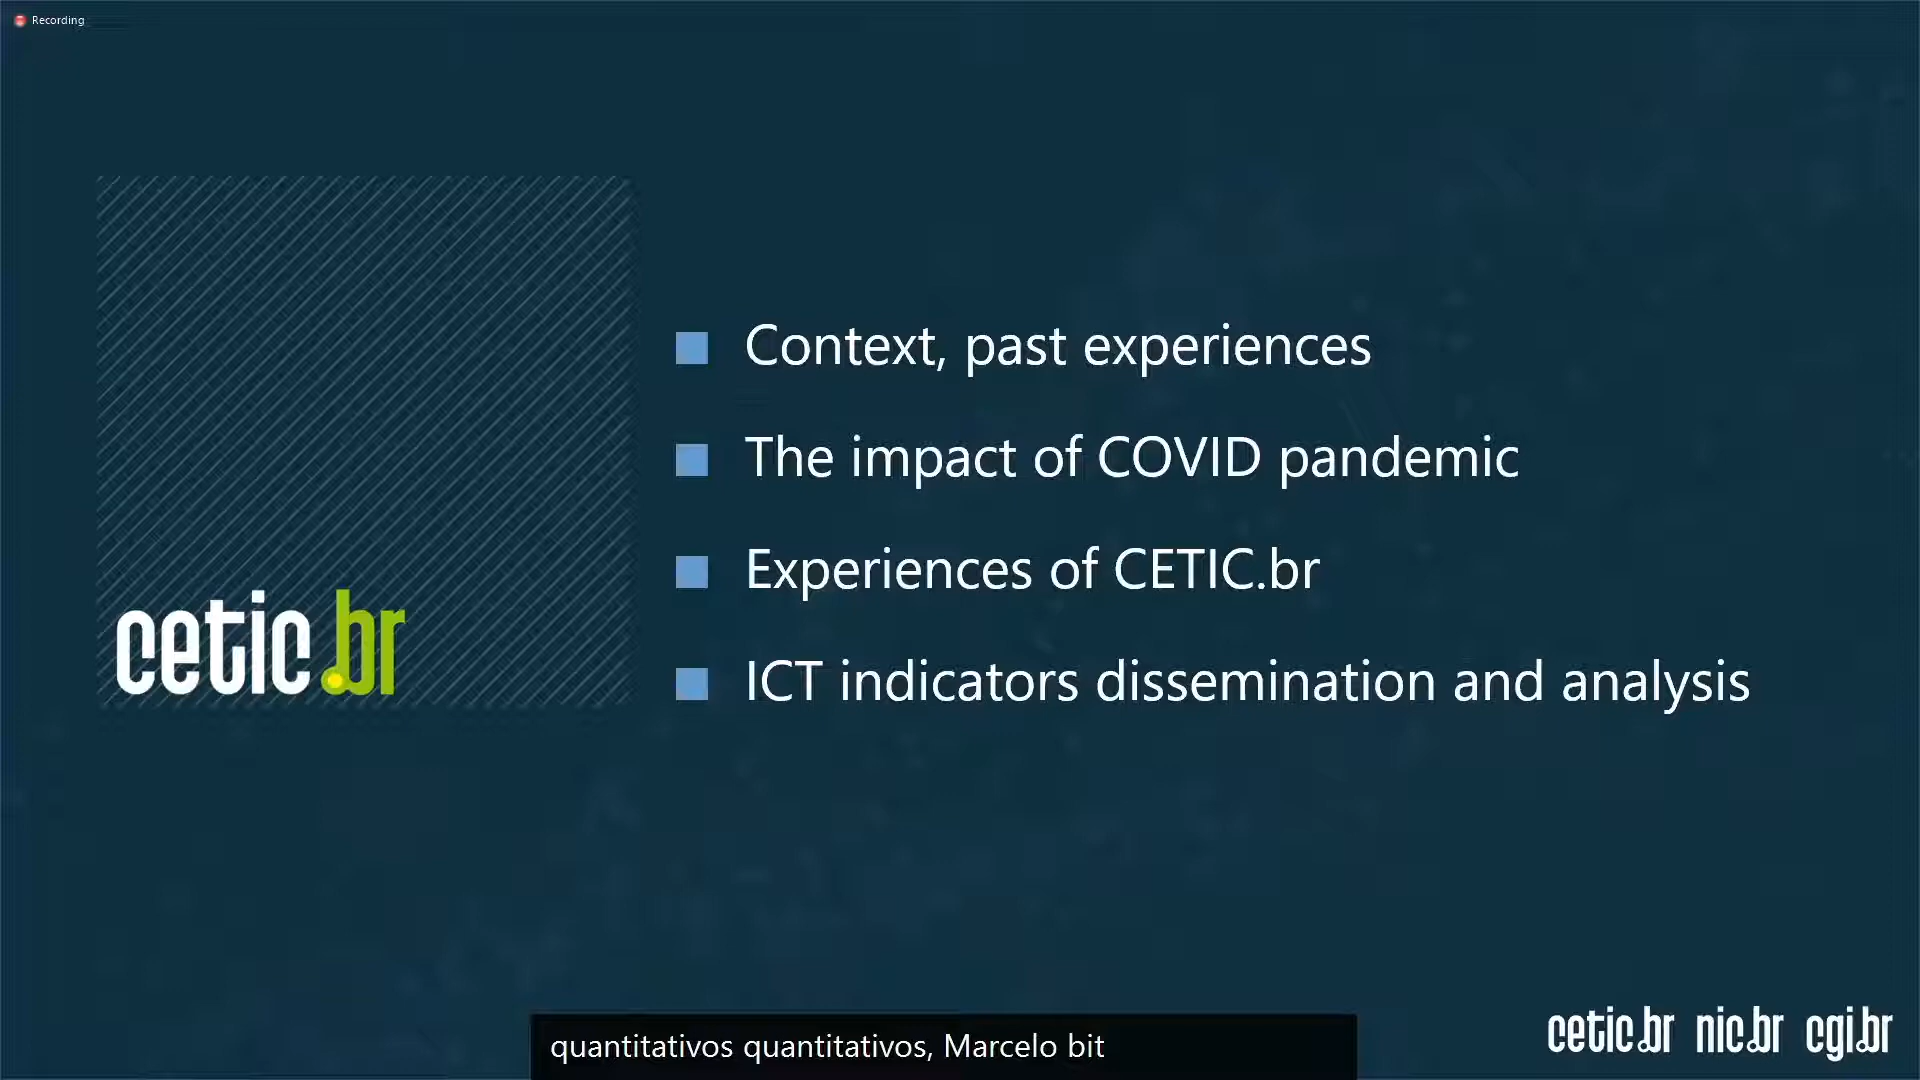 Recording
Context, past experiences
The impact of COVID pandemic
Experiences of CETIC.br
ICT indicators dissemination and analysis
cetic.br
quantitativos quantitativos, Marcelo bit
cetic.br nic.br cgi.br